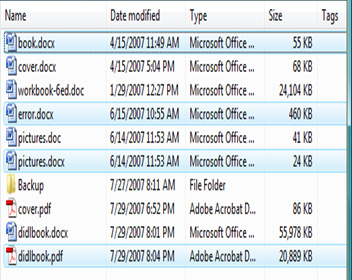 Name Date modified Type Size Tags
book.docx 4/15/2007 11:49 AM Microsoft Office ... 55 KB
cover.docx 4/15/2007 5:04 PM Microsoft Office ... 68 KB
workbook-6ed.doc 1/29/2007 12:27 PM Microsoft Office ... 24,104 KB
error.docx 6/15/2007 10:55 AM Microsoft Office ... 460 KB
pictures.doc 6/14/2007 11:53 AM Microsoft Office ... 41 KB
pictures.docx 6/14/2007 11:53 AM Microsoft Office ... 24 KB
Backup 7/27/2007 8:11 AM File Folder
cover.pdf 7/29/2007 6:52 PM Adobe Acrobat D... 86 KB
didlbook.docx 7/29/2007 8:01 PM Microsoft Office ... 55,978 KB
didlbook.pdf 7/29/2007 8:04 PM Adobe Acrobat D... 20,889 KB